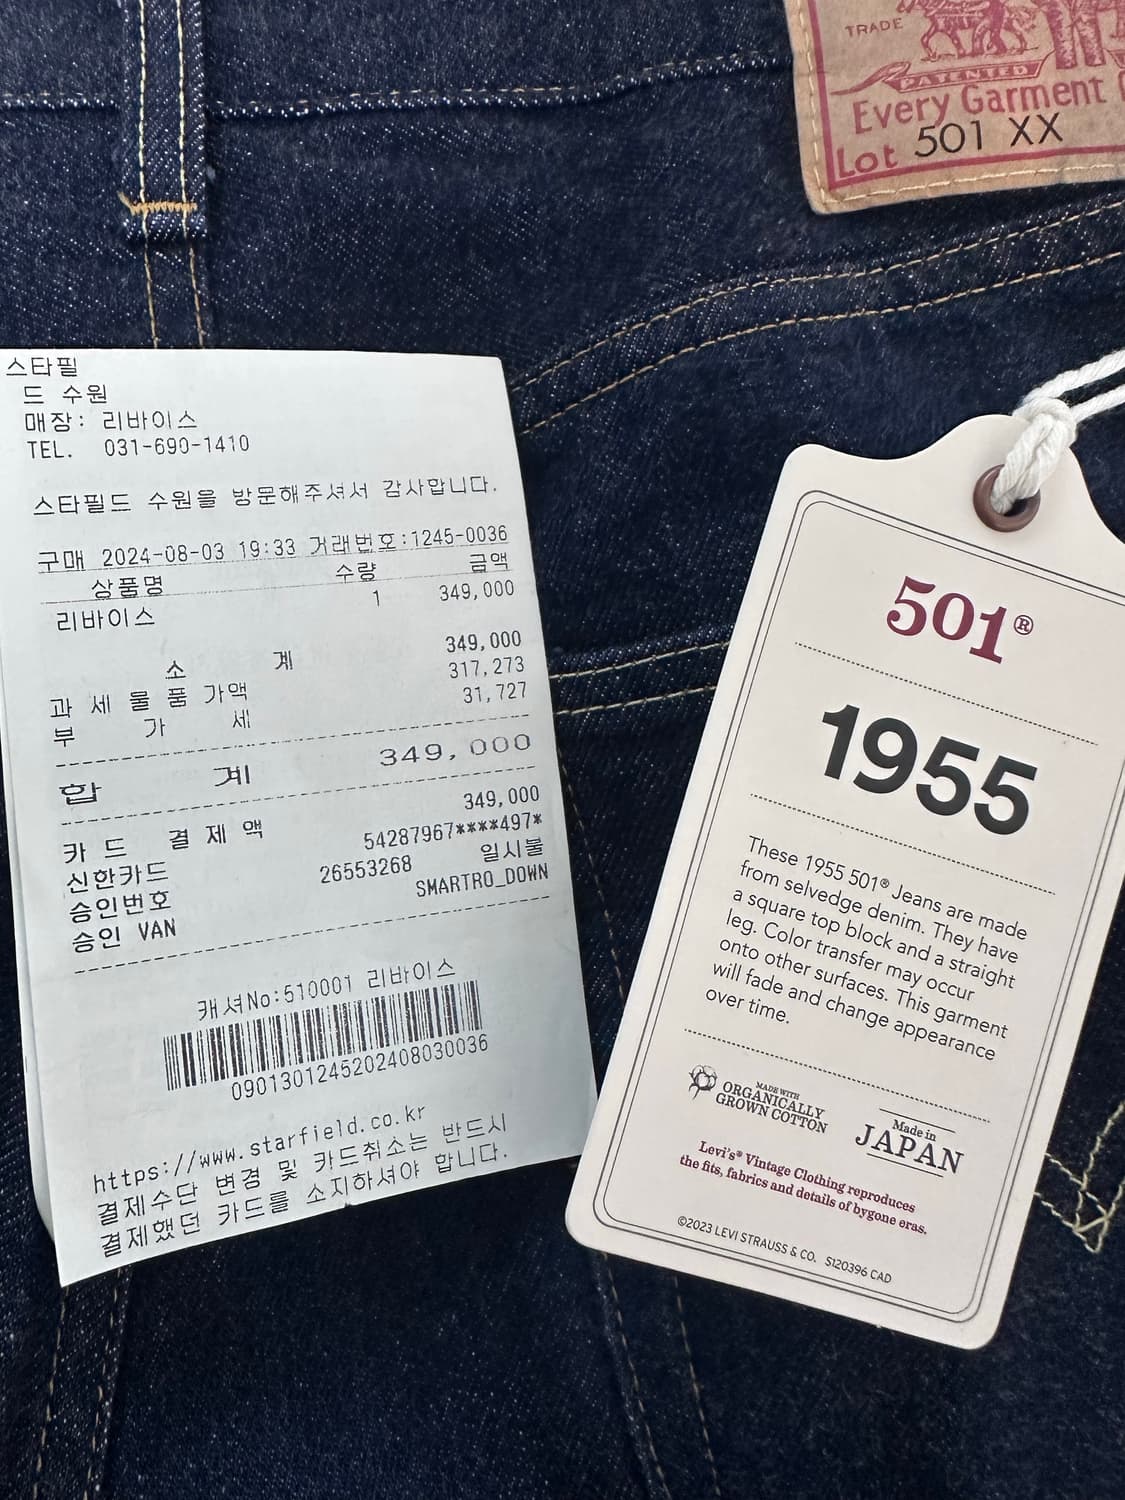 TRADE
PATENTED
Every Garment
Lot 501 XX
스타필
드 수원
매장: 리바이스
TEL. 031-690-1410
스타필드 수원을 방문해주셔서 감사합니다.
구매 2024-08-03 19:33 거래번호:1245-0036
상품명 수량 금액
리바이스 1 349,000
소 계 349,000
과 세 물 품 가액 317,273
부 가 세 31,727
합 계 349,000
카 드 결 제 액 349,000
신한카드 54287967****497*
승인번호 26553268 일시불
승인 VAN SMARTRO_DOWN
캐셔No:510001 리바이스
0901301245202408030036
https://www.starfield.co.kr
결제수단 변경 및 카드취소는 반드시
결제했던 카드를 소지하셔야 합니다.
501®
1955
These 1955 501® Jeans are made
from selvedge denim. They have
a square top block and a straight
leg. Color transfer may occur
onto other surfaces. This garment
will fade and change appearance
over time.
MADE WITH
ORGANICALLY
GROWN COTTON
Made in
JAPAN
Levi's® Vintage Clothing reproduces
the fits, fabrics and details of bygone eras.
©2023 LEVI STRAUSS & CO. S120396 CAD